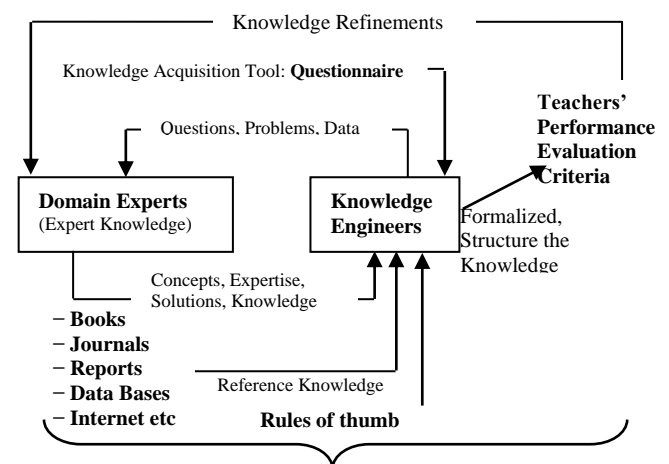 Knowledge Refinements
Knowledge Acquisition Tool: Questionnaire
Teachers’
Performance
Evaluation
Criteria
Questions, Problems, Data
Domain Experts
(Expert Knowledge)
Knowledge
Engineers
Formalized,
Structure the
Knowledge
Concepts, Expertise,
Solutions, Knowledge
− Books
− Journals
− Reports
− Data Bases
− Internet etc
Reference Knowledge
Rules of thumb